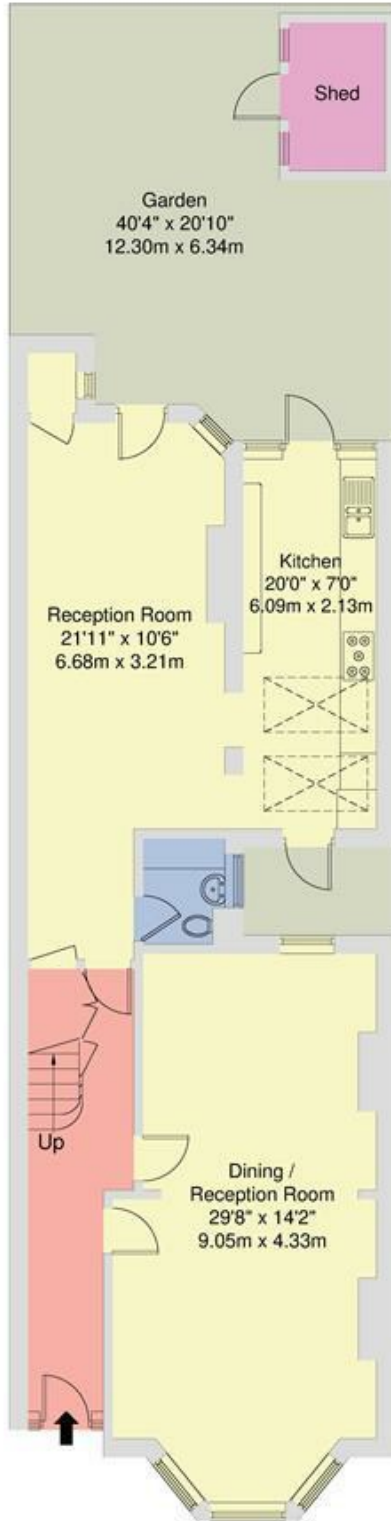 Shed
Garden
40'4" x 20'10"
12.30m x 6.34m
Kitchen
20'0" x 7'0"
6.09m x 2.13m
Reception Room
21'11" x 10'6"
6.68m x 3.21m
Up
Dining /
Reception Room
29'8" x 14'2"
9.05m x 4.33m